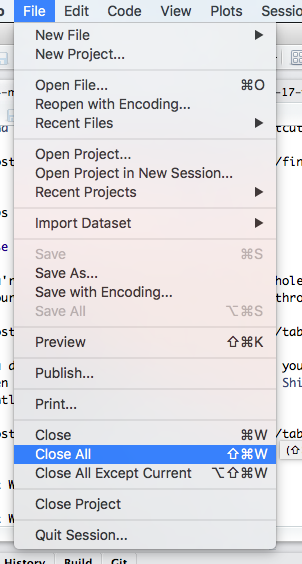 File Edit Code View Plots Sessio
New File
New Project...
Open File... ⌘O
Reopen with Encoding...
Recent Files
Open Project...
Open Project in New Session...
Recent Projects
Import Dataset
Save ⌘S
Save As...
Save with Encoding...
Save All ⌥⌘S
Preview ⇧⌘K
Publish...
Print...
Close ⌘W
Close All ⇧⌘W
Close All Except Current ⌥⇧⌘W
Close Project
Quit Session...
History Build Git